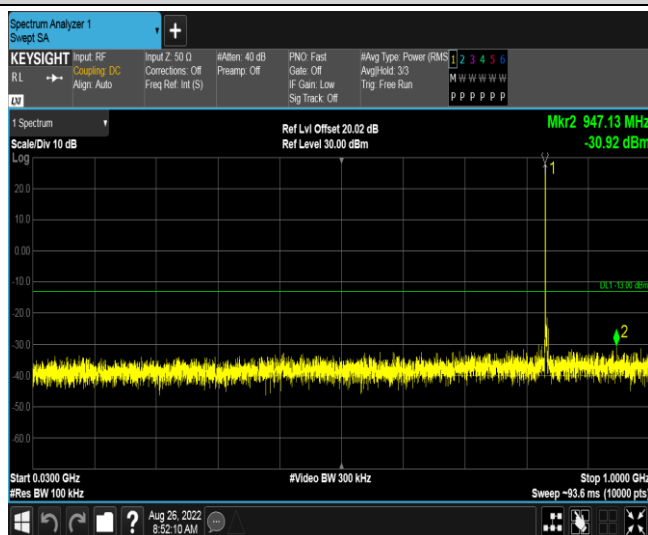 Spectrum Analyzer 1
Swept SA
+
KEYSIGHT
RL
LXI
Input: RF
Coupling: DC
Align: Auto
Input Z: 50 Ω
Corrections: Off
Freq Ref: Int (S)
#Atten: 40 dB
Preamp: Off
PNO: Fast
Gate: Off
IF Gain: Low
Sig Track: Off
#Avg Type: Power (RMS
Avg|Hold: 3/3
Trig: Free Run
1 2 3 4 5 6
M W W W W W
P P P P P P
1 Spectrum
Scale/Div 10 dB
Log
Ref Lvl Offset 20.02 dB
Ref Level 30.00 dBm
Mkr2 947.13 MHz
-30.92 dBm
1
20.0
10.0
0.00
-10.0
DL1 -13.00 dBm
-20.0
2
-30.0
-40.0
-50.0
-60.0
Start 0.0300 GHz
#Video BW 300 kHz
Stop 1.0000 GHz
#Res BW 100 kHz
Sweep ~93.6 ms (10000 pts)
?
Aug 26, 2022
8:52:10 AM